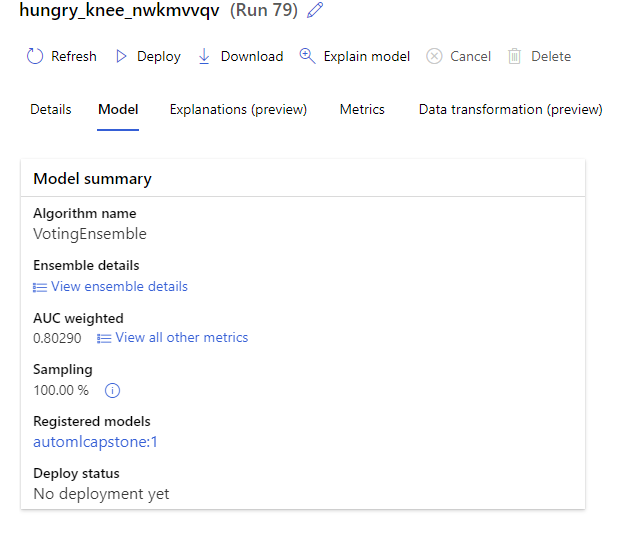 hungry_knee_nwkmvvqv (Run 79)
Refresh Deploy Download Explain model Cancel Delete
Details Model Explanations (preview) Metrics Data transformation (preview)
Model summary
Algorithm name
VotingEnsemble
Ensemble details
View ensemble details
AUC weighted
0.80290 View all other metrics
Sampling
100.00 %
Registered models
automlcapstone:1
Deploy status
No deployment yet